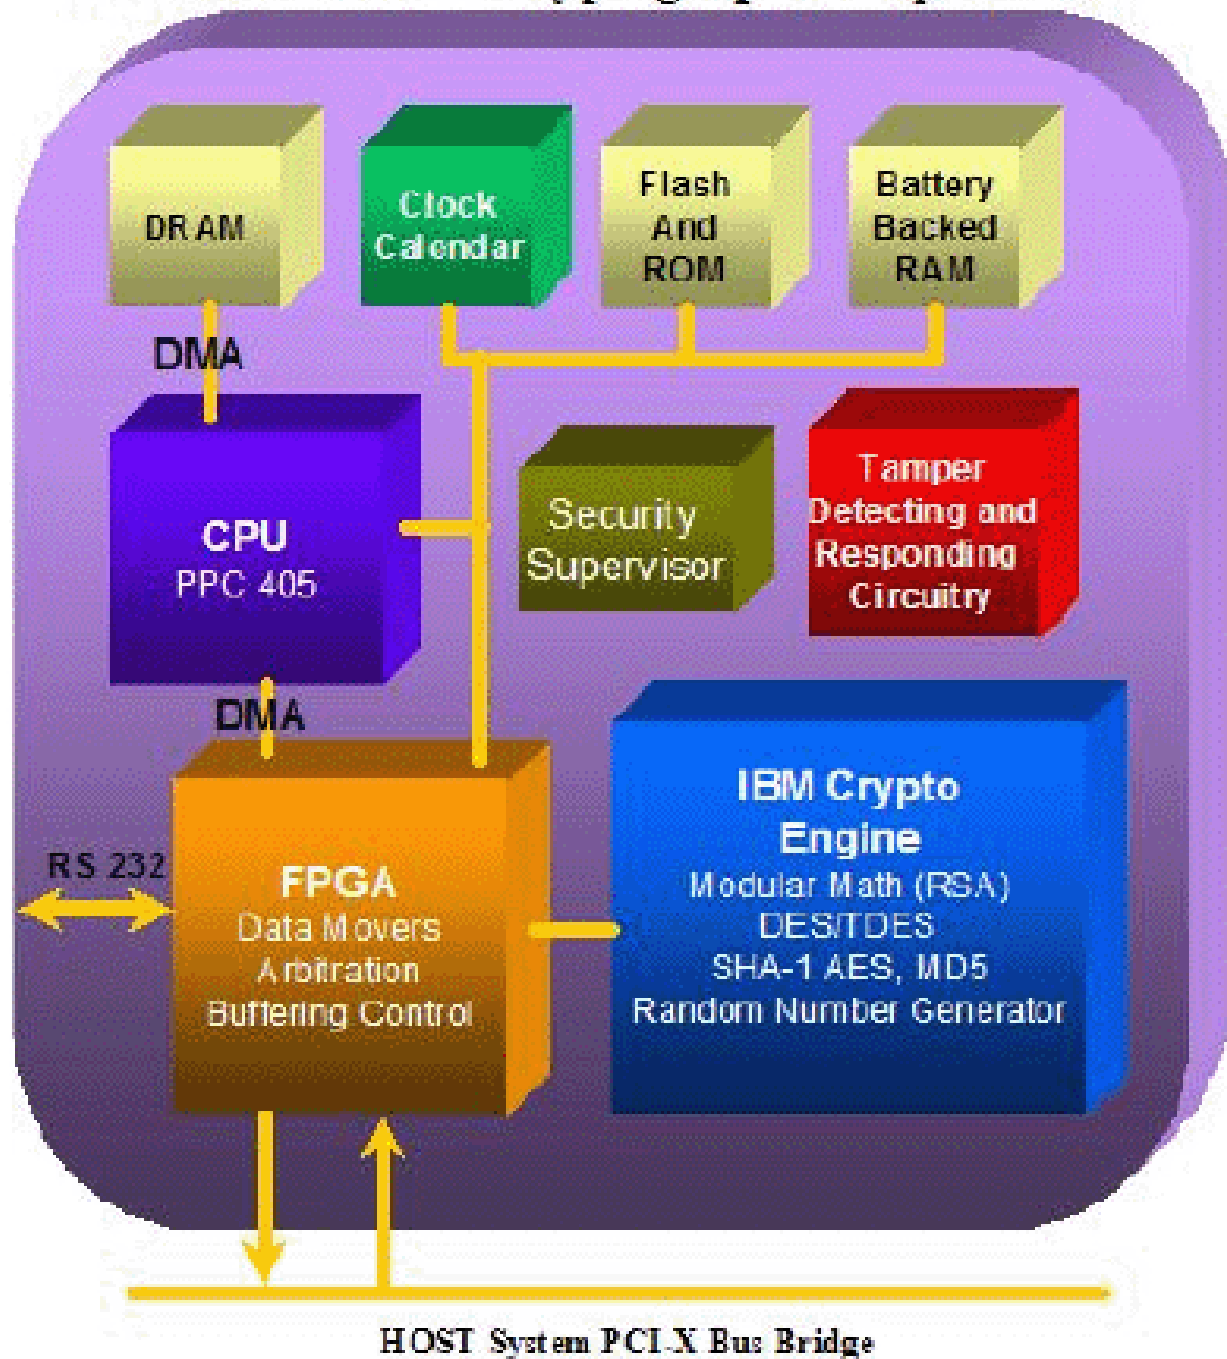 DRAM
Clock
Calendar
Flash
And
ROM
Battery
Backed
RAM
DMA
CPU
PPC 405
Security
Supervisor
Tamper
Detecting and
Responding
Circuitry
DMA
IBM Crypto
Engine
Modular Math (RSA)
DES/TDES
SHA-1 AES, MD5
Random Number Generator
RS 232
FPGA
Data Movers
Arbitration
Buffering Control
HOST System PCI-X Bus Bridge